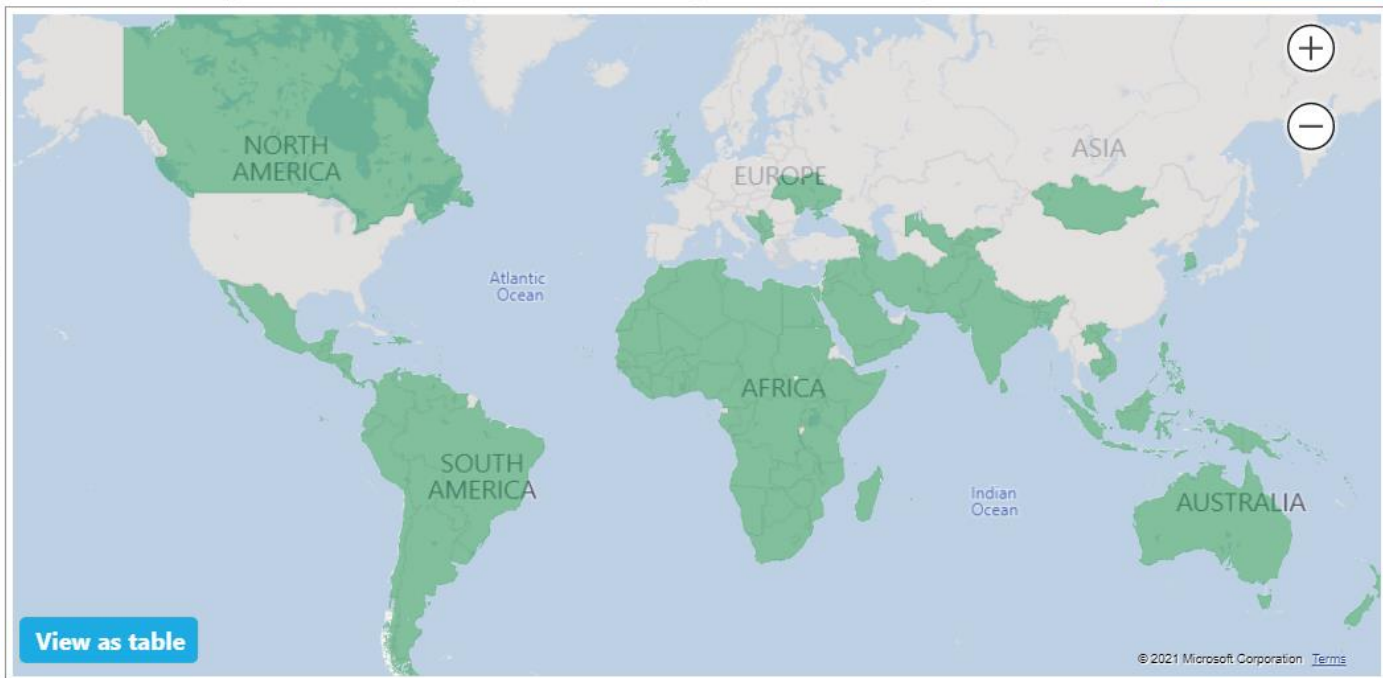 NORTH
AMERICA
EUROPE
ASIA
Atlantic
Ocean
AFRICA
SOUTH
AMERICA
Indian
Ocean
AUSTRALIA
View as table
© 2021 Microsoft Corporation Terms